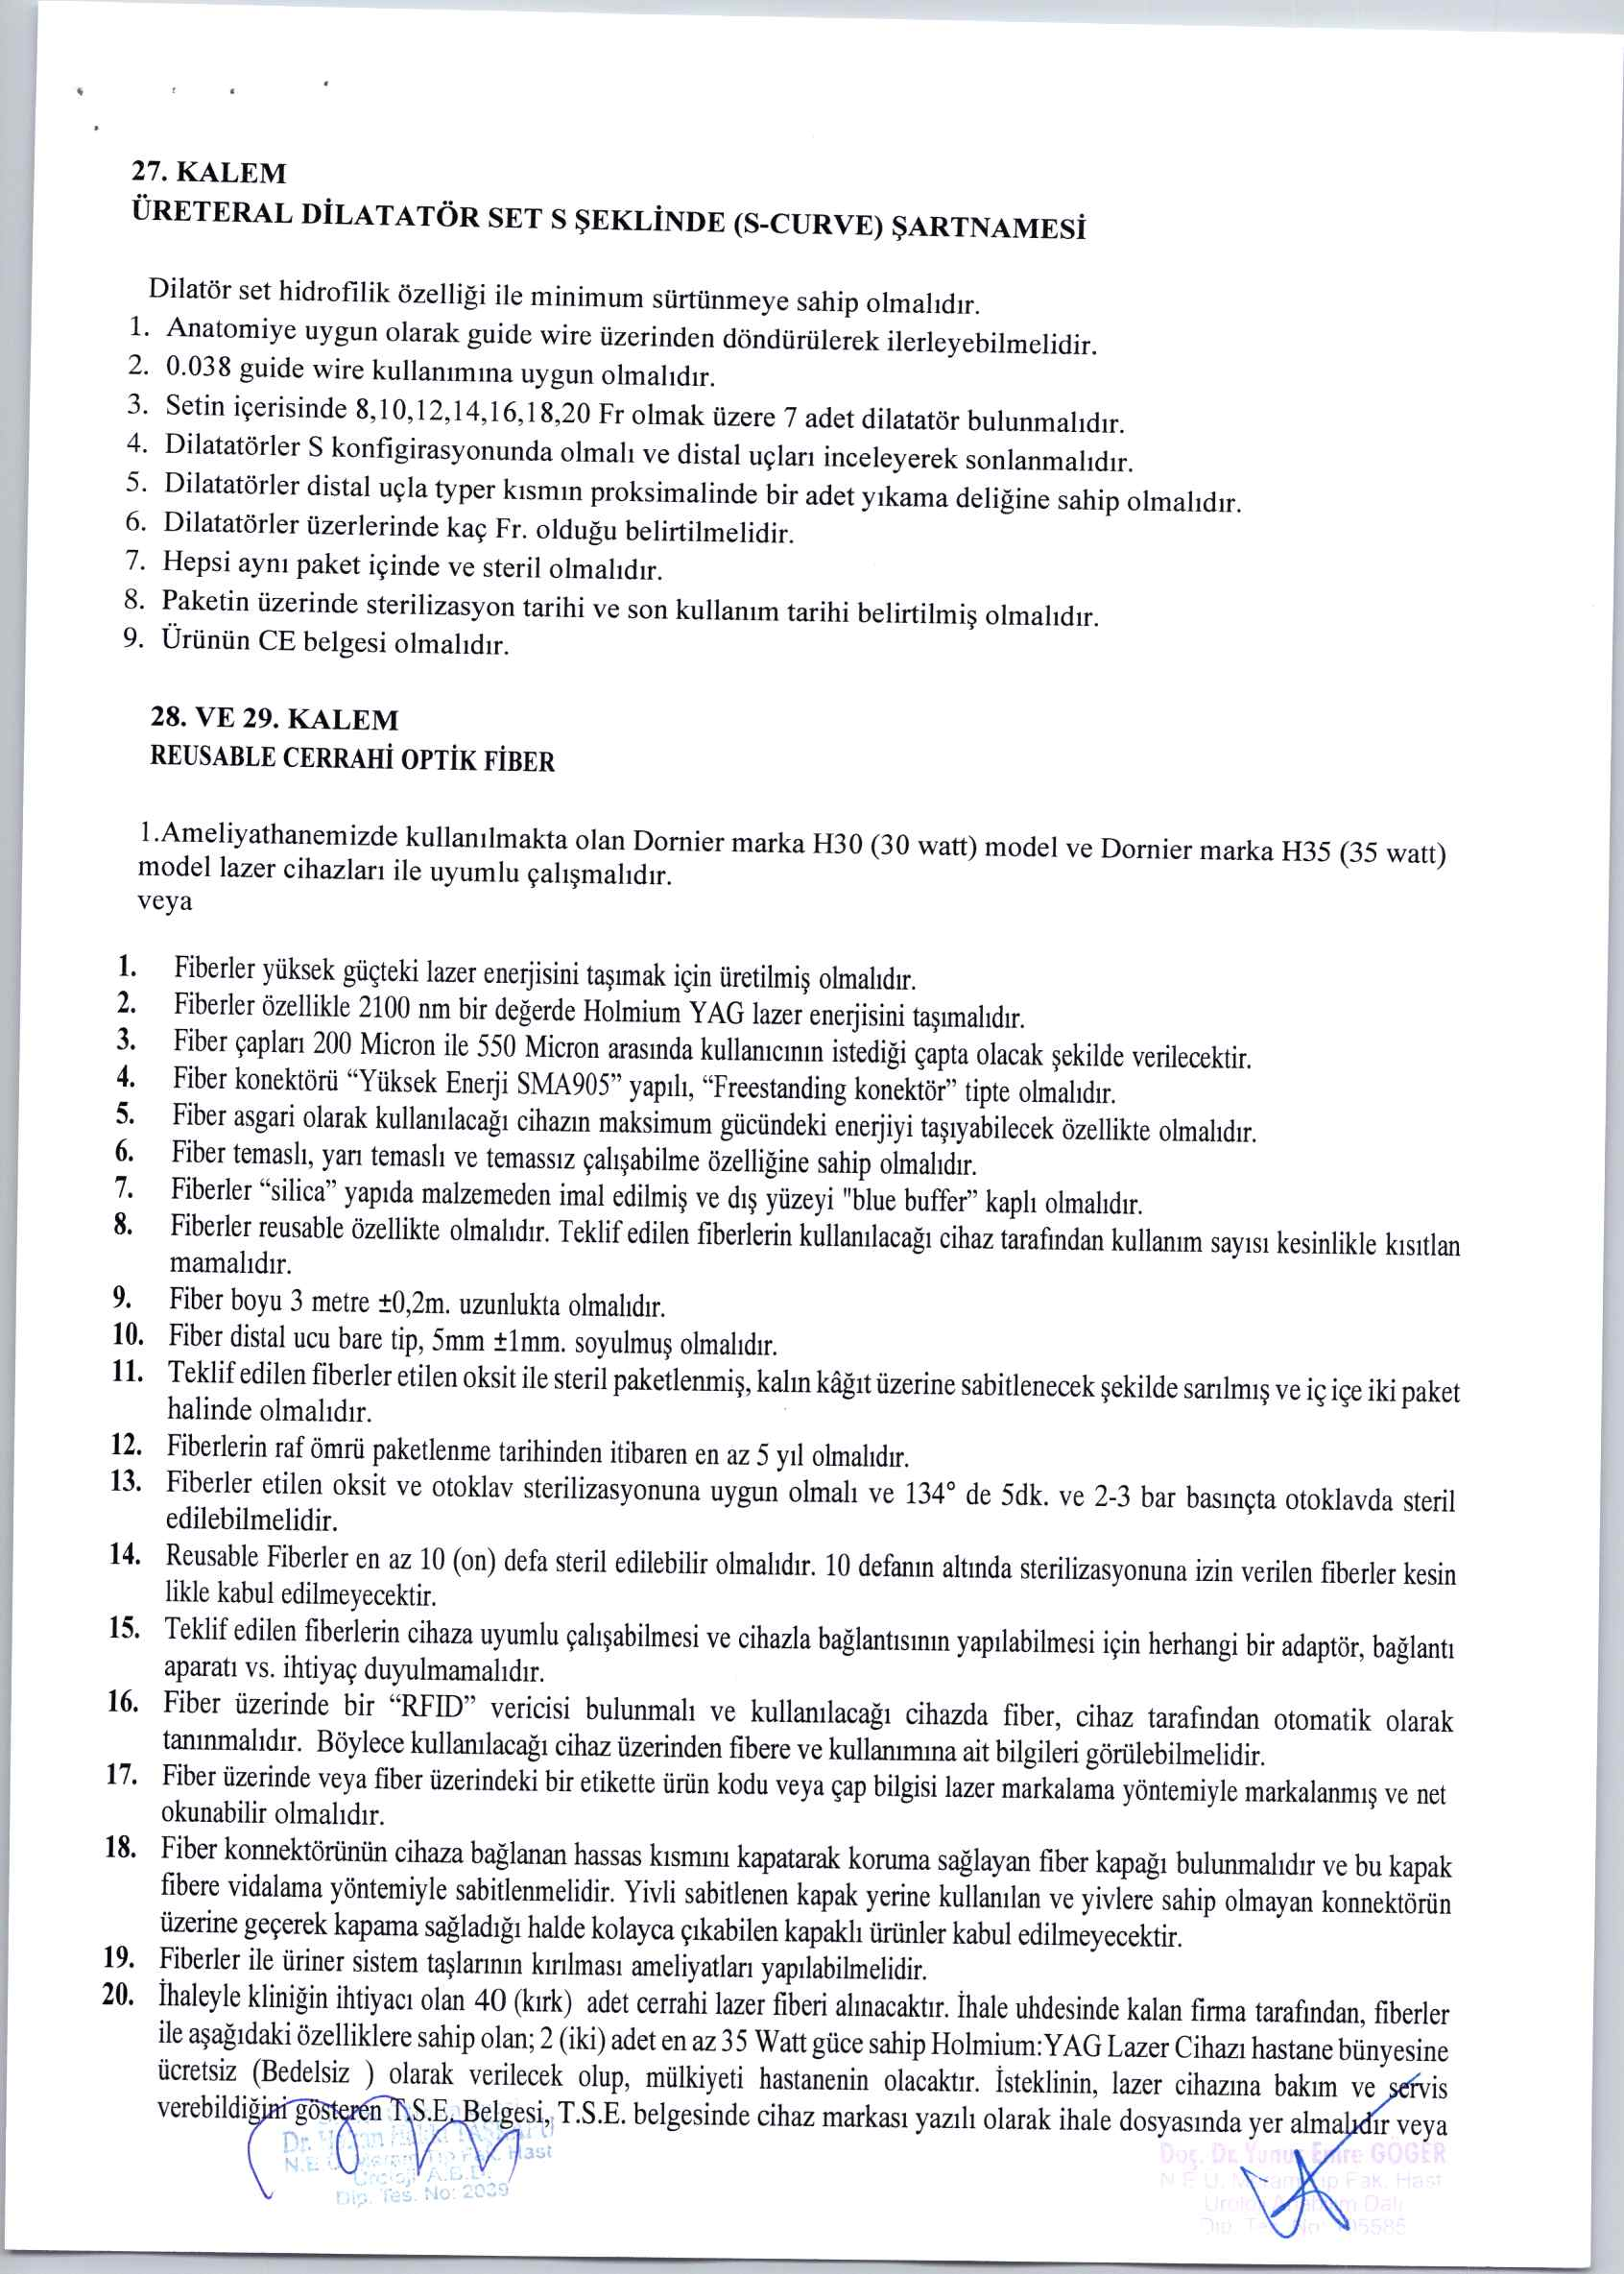 27. KALEM
ÜRETERAL DİLATATÖR SET S ŞEKLİNDE (S-CURVE) ŞARTNAMESİ
Dilatör set hidrofilik özelliği ile minimum sürtünmeye sahip olmalıdır.
1. Anatomiye uygun olarak guide wire üzerinden döndürülerek ilerleyebilmelidir.
2. 0.038 guide wire kullanımına uygun olmalıdır.
3. Setin içerisinde 8,10,12,14,16,18,20 Fr olmak üzere 7 adet dilatatör bulunmalıdır.
4. Dilatatörler S konfigirasyonunda olmalı ve distal uçları inceleyerek sonlanmalıdır.
5. Dilatatörler distal uçla typer kısmın proksimalinde bir adet yıkama deliğine sahip olmalıdır.
6. Dilatatörler üzerlerinde kaç Fr. olduğu belirtilmelidir.
7. Hepsi aynı paket içinde ve steril olmalıdır.
8. Paketin üzerinde sterilizasyon tarihi ve son kullanım tarihi belirtilmiş olmalıdır.
9. Ürünün CE belgesi olmalıdır.
28. VE 29. KALEM
REUSABLE CERRAHİ OPTİK FİBER
1.Ameliyathanemizde kullanılmakta olan Dornier marka H30 (30 watt) model ve Dornier marka H35 (35 watt)
model lazer cihazları ile uyumlu çalışmalıdır.
veya
1. Fiberler yüksek güçteki lazer enerjisini taşımak için üretilmiş olmalıdır.
2. Fiberler özellikle 2100 nm bir değerde Holmium YAG lazer enerjisini taşımalıdır.
3. Fiber çapları 200 Micron ile 550 Micron arasında kullanıcının istediği çapta olacak şekilde verilecektir.
4. Fiber konektörü “Yüksek Enerji SMA905” yapılı, “Freestanding konektör” tipte olmalıdır.
5. Fiber asgari olarak kullanılacağı cihazın maksimum gücündeki enerjiyi taşıyabilecek özellikte olmalıdır.
6. Fiber temaslı, yarı temaslı ve temassız çalışabilme özelliğine sahip olmalıdır.
7. Fiberler “silica” yapıda malzemeden imal edilmiş ve dış yüzeyi "blue buffer” kaplı olmalıdır.
8. Fiberler reusable özellikte olmalıdır. Teklif edilen fiberlerin kullanılacağı cihaz tarafından kullanım sayısı kesinlikle kısıtlan
mamalıdır.
9. Fiber boyu 3 metre ±0,2m. uzunlukta olmalıdır.
10. Fiber distal ucu bare tip, 5mm ±1mm. soyulmuş olmalıdır.
11. Teklif edilen fiberler etilen oksit ile steril paketlenmiş, kalın kâğıt üzerine sabitlenecek şekilde sarılmış ve iç içe iki paket
halinde olmalıdır.
12. Fiberlerin raf ömrü paketlenme tarihinden itibaren en az 5 yıl olmalıdır.
13. Fiberler etilen oksit ve otoklav sterilizasyonuna uygun olmalı ve 134° de 5dk. ve 2-3 bar basınçta otoklavda steril
edilebilmelidir.
14. Reusable Fiberler en az 10 (on) defa steril edilebilir olmalıdır. 10 defanın altında sterilizasyonuna izin verilen fiberler kesin
likle kabul edilmeyecektir.
15. Teklif edilen fiberlerin cihaza uyumlu çalışabilmesi ve cihazla bağlantısının yapılabilmesi için herhangi bir adaptör, bağlantı
aparatı vs. ihtiyaç duyulmamalıdır.
16. Fiber üzerinde bir “RFID” vericisi bulunmalı ve kullanılacağı cihazda fiber, cihaz tarafından otomatik olarak
tanınmalıdır. Böylece kullanılacağı cihaz üzerinden fibere ve kullanımına ait bilgileri görülebilmelidir.
17. Fiber üzerinde veya fiber üzerindeki bir etikette ürün kodu veya çap bilgisi lazer markalama yöntemiyle markalanmış ve net
okunabilir olmalıdır.
18. Fiber konnektörünün cihaza bağlanan hassas kısmını kapatarak koruma sağlayan fiber kapağı bulunmalıdır ve bu kapak
fibere vidalama yöntemiyle sabitlenmelidir. Yivli sabitlenen kapak yerine kullanılan ve yivlere sahip olmayan konnektörün
üzerine geçerek kapama sağladığı halde kolayca çıkabilen kapaklı ürünler kabul edilmeyecektir.
19. Fiberler ile üriner sistem taşlarının kırılması ameliyatları yapılabilmelidir.
20. İhaleyle kliniğin ihtiyacı olan 40 (kırk) adet cerrahi lazer fiberi alınacaktır. İhale uhdesinde kalan firma tarafından, fiberler
ile aşağıdaki özelliklere sahip olan; 2 (iki) adet en az 35 Watt güce sahip Holmium:YAG Lazer Cihazı hastane bünyesine
ücretsiz (Bedelsiz ) olarak verilecek olup, mülkiyeti hastanenin olacaktır. İsteklinin, lazer cihazına bakım ve servis
verebildiğini gösteren T.S.E. Belgesi, T.S.E. belgesinde cihaz markası yazılı olarak ihale dosyasında yer almalıdır veya
Dr. Hast
Üroloji A.B.D.
Dip. Tes. No: 2039
Doç. Dr. Yunus Emre GÖGER
N.E.Ü. Meram Tıp Fak. Hast
Üroloji Anabilim Dalı
Dip. Tes. No: